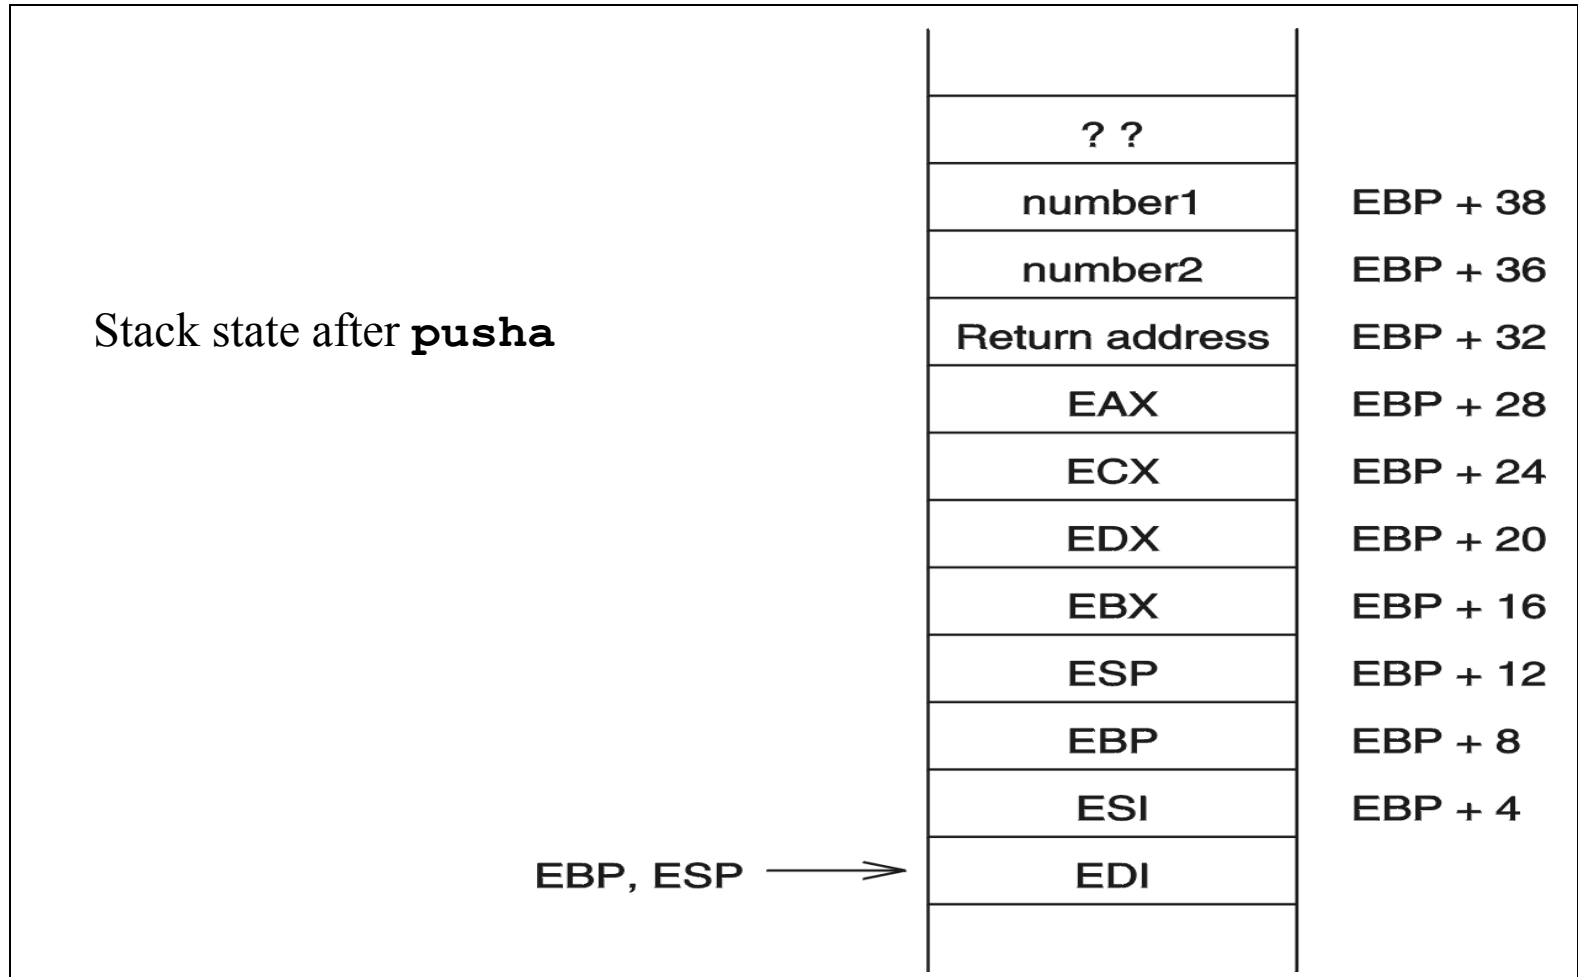 ? ?
number1 EBP + 38
number2 EBP + 36
Stack state after pusha Return address EBP + 32
EAX EBP + 28
ECX EBP + 24
EDX EBP + 20
EBX EBP + 16
ESP EBP + 12
EBP EBP + 8
ESI EBP + 4
EBP, ESP EDI